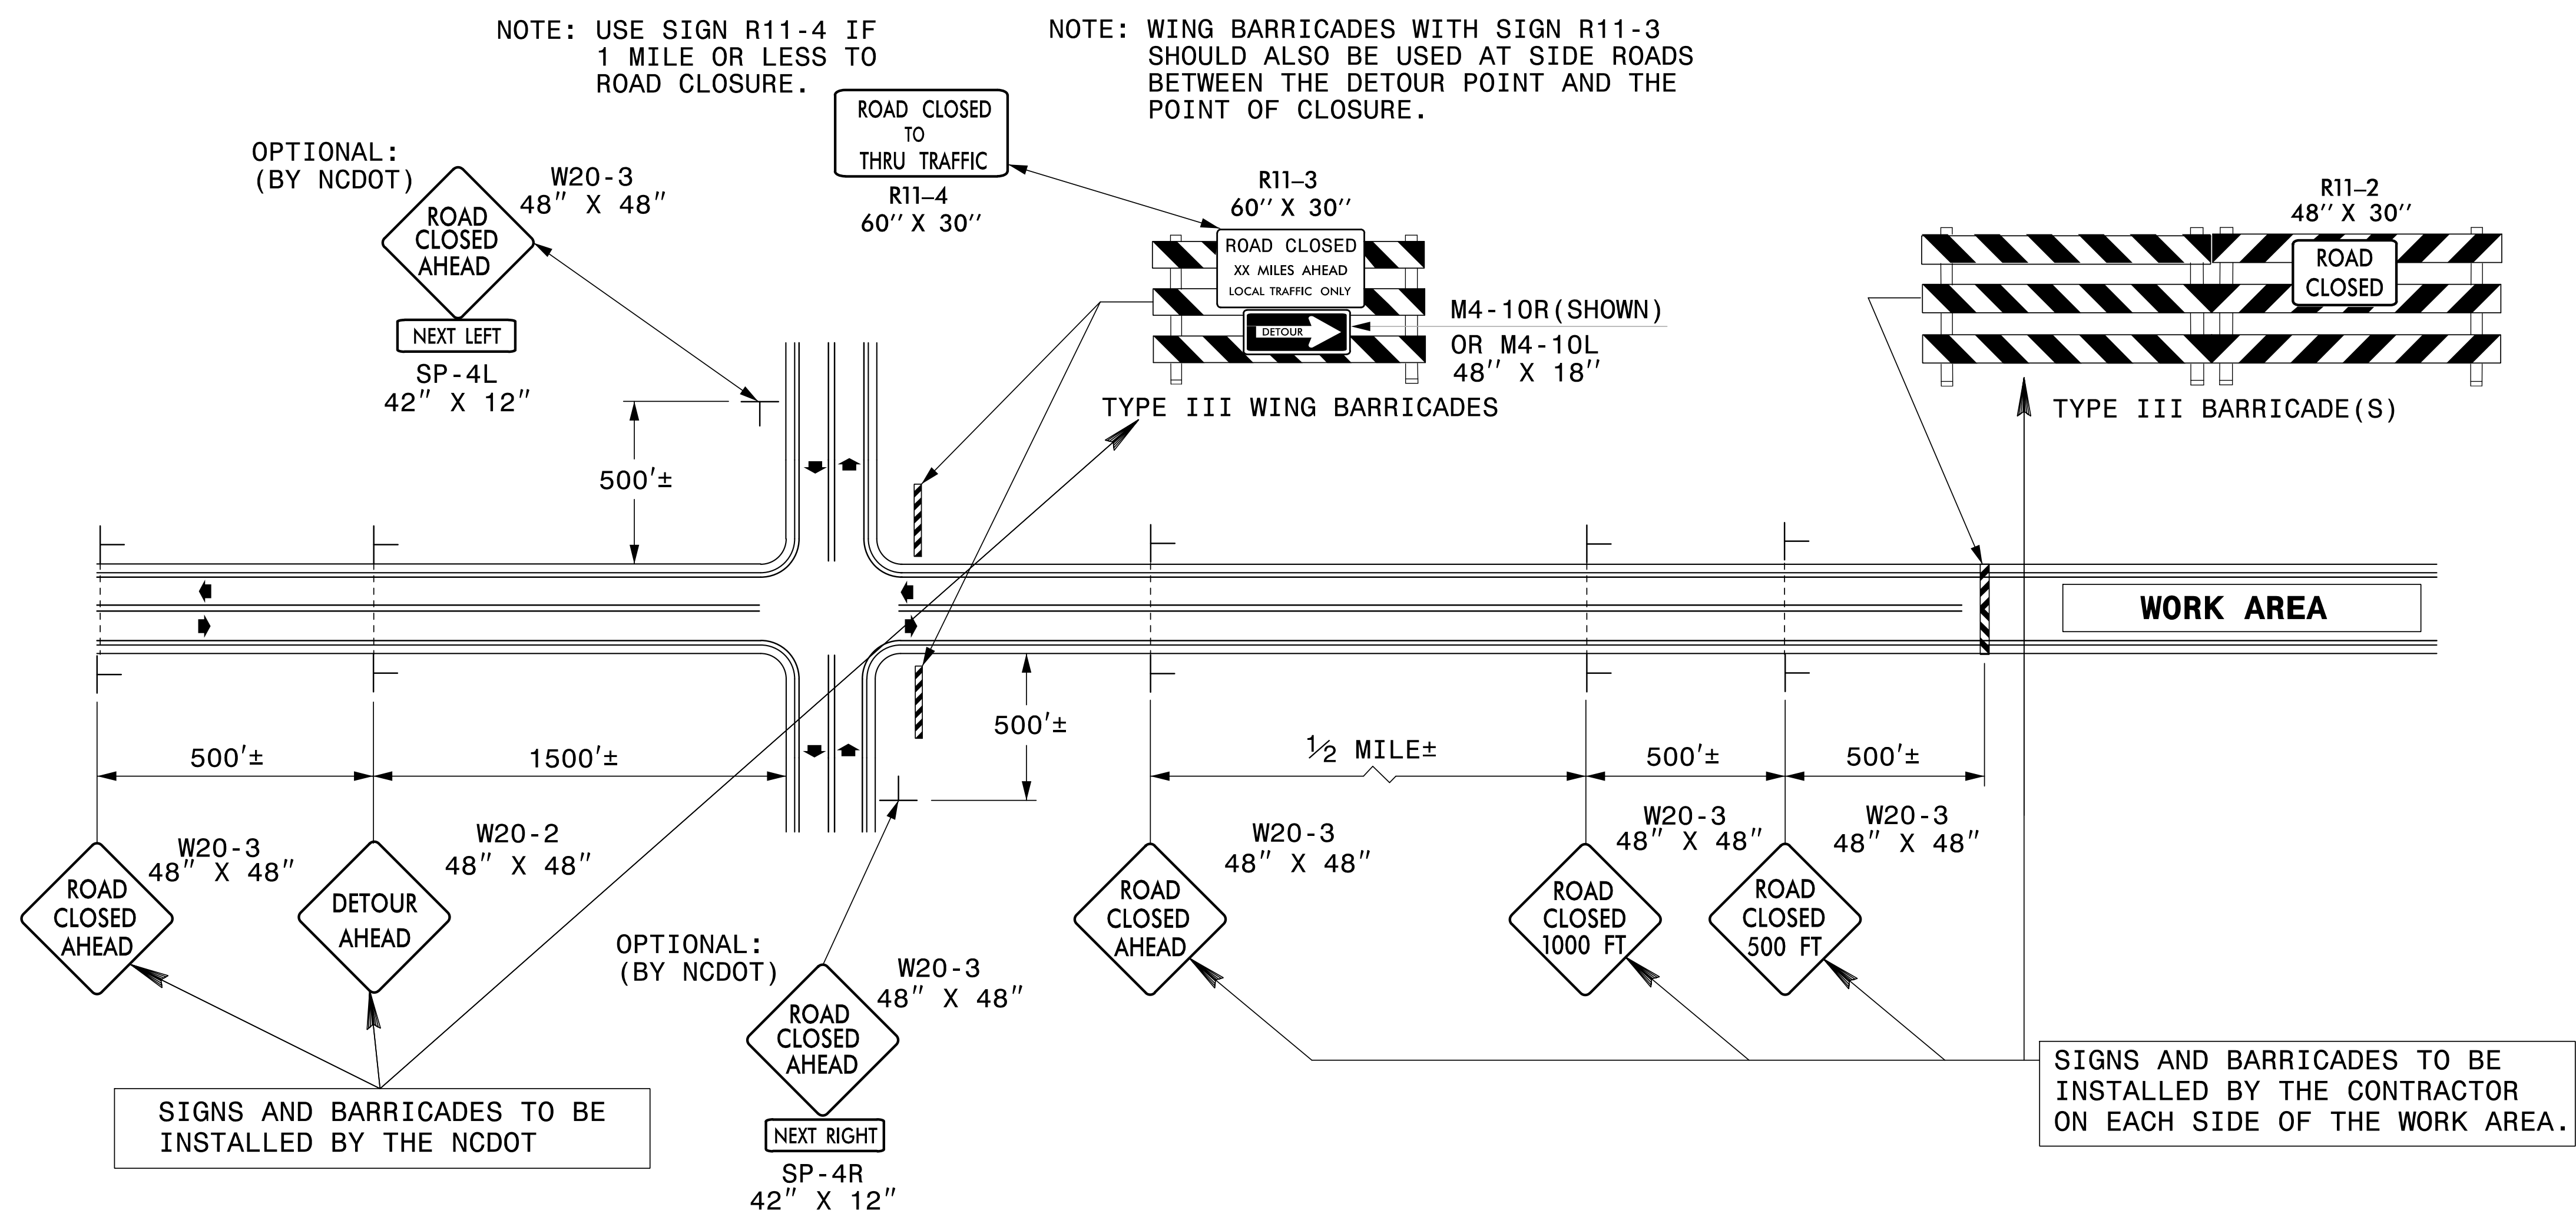 NOTE: USE SIGN R11-4 IF
1 MILE OR LESS TO
ROAD CLOSURE.
NOTE: WING BARRICADES WITH SIGN R11-3
SHOULD ALSO BE USED AT SIDE ROADS
BETWEEN THE DETOUR POINT AND THE
POINT OF CLOSURE.
ROAD CLOSED
TO
THRU TRAFFIC
R11–4
60" X 30"
OPTIONAL:
(BY NCDOT)
ROAD
CLOSED
AHEAD
W20-3
48" X 48"
NEXT LEFT
SP-4L
42" X 12"
R11–3
60" X 30"
ROAD CLOSED
XX MILES AHEAD
LOCAL TRAFFIC ONLY
DETOUR
M4-10R(SHOWN)
OR M4-10L
48" X 18"
TYPE III WING BARRICADES
R11–2
48" X 30"
ROAD
CLOSED
TYPE III BARRICADE(S)
500'±
WORK AREA
500'±
1500'±
500'±
1/2 MILE±
500'±
500'±
W20-3
48" X 48"
ROAD
CLOSED
AHEAD
W20-2
48" X 48"
DETOUR
AHEAD
W20-3
48" X 48"
ROAD
CLOSED
AHEAD
W20-3
48" X 48"
ROAD
CLOSED
1000 FT
W20-3
48" X 48"
ROAD
CLOSED
500 FT
OPTIONAL:
(BY NCDOT)
W20-3
48" X 48"
ROAD
CLOSED
AHEAD
NEXT RIGHT
SP-4R
42" X 12"
SIGNS AND BARRICADES TO BE
INSTALLED BY THE NCDOT
SIGNS AND BARRICADES TO BE
INSTALLED BY THE CONTRACTOR
ON EACH SIDE OF THE WORK AREA.